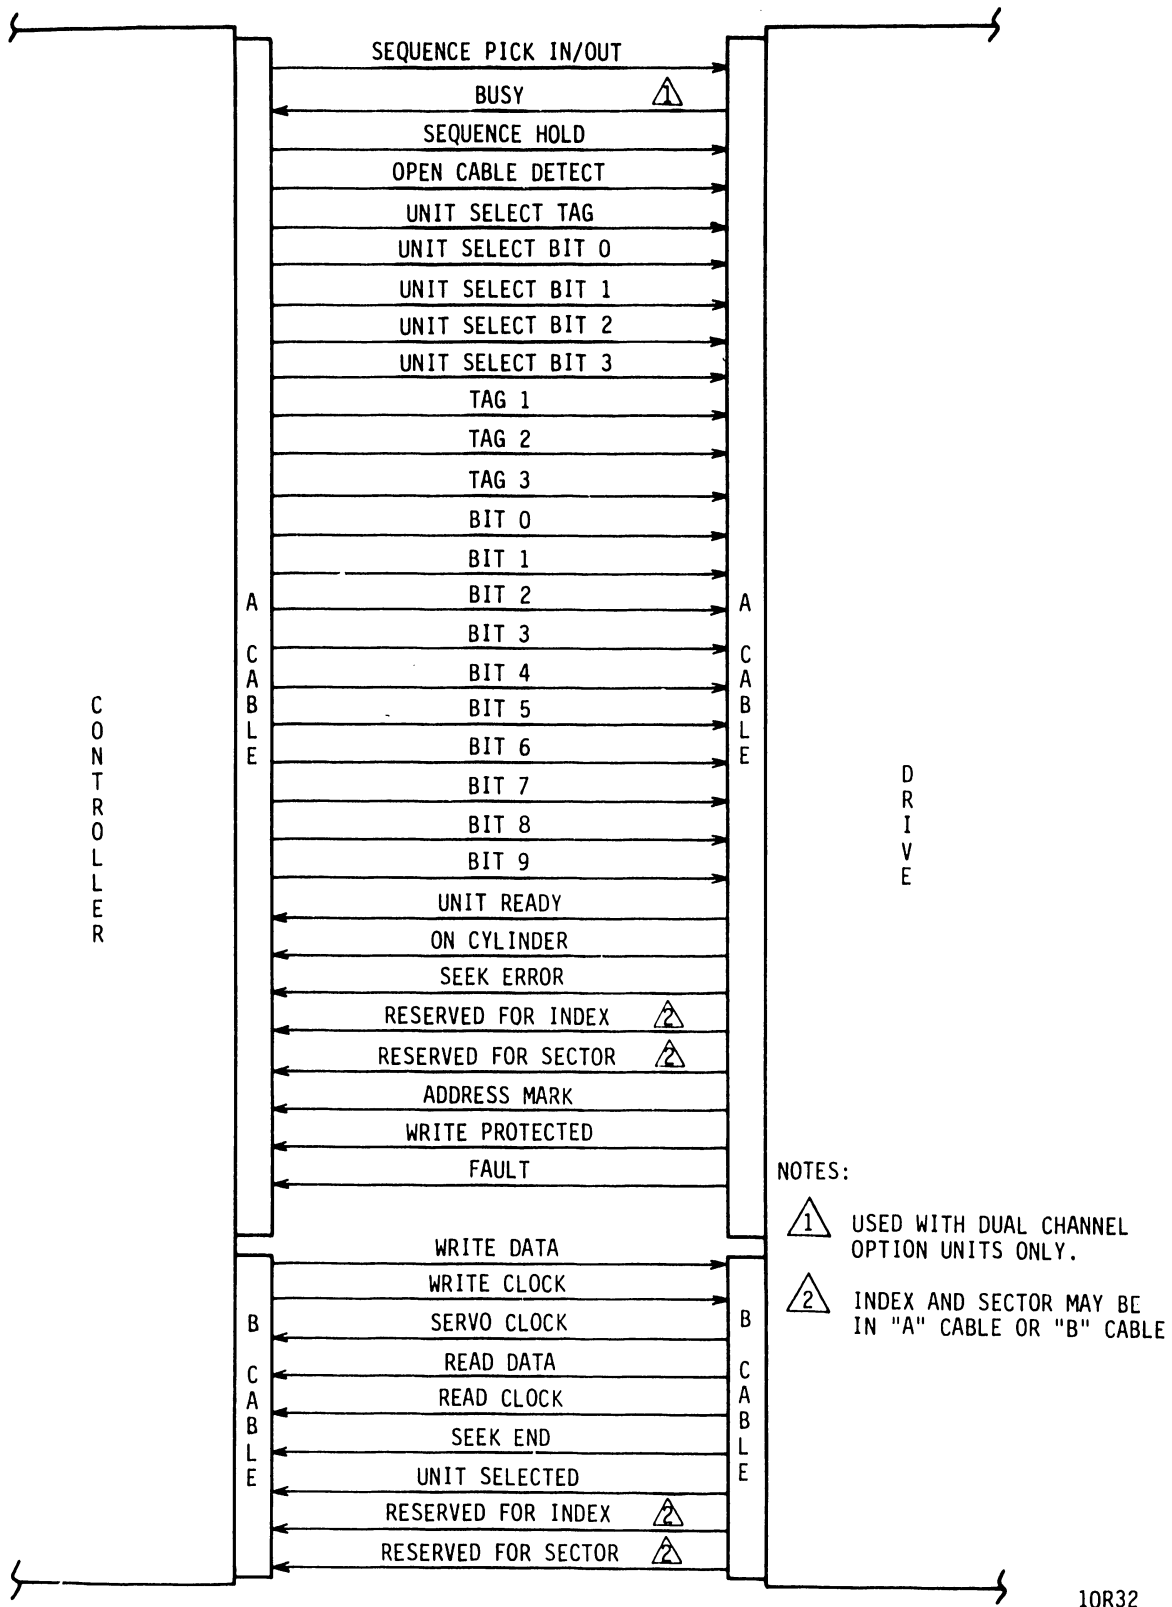 SEQUENCE PICK IN/OUT
BUSY 1
SEQUENCE HOLD
OPEN CABLE DETECT
UNIT SELECT TAG
UNIT SELECT BIT 0
UNIT SELECT BIT 1
UNIT SELECT BIT 2
UNIT SELECT BIT 3
TAG 1
TAG 2
TAG 3
BIT 0
BIT 1
BIT 2
BIT 3
BIT 4
BIT 5
BIT 6
BIT 7
BIT 8
BIT 9
UNIT READY
ON CYLINDER
SEEK ERROR
RESERVED FOR INDEX 2
RESERVED FOR SECTOR 2
ADDRESS MARK
WRITE PROTECTED
FAULT
WRITE DATA
WRITE CLOCK
SERVO CLOCK
READ DATA
READ CLOCK
SEEK END
UNIT SELECTED
RESERVED FOR INDEX 2
RESERVED FOR SECTOR 2
CONTROLLER
A CABLE
B CABLE
A CABLE
B CABLE
DRIVE
NOTES:
1 USED WITH DUAL CHANNEL
OPTION UNITS ONLY.
2 INDEX AND SECTOR MAY BE
IN "A" CABLE OR "B" CABLE
10R32